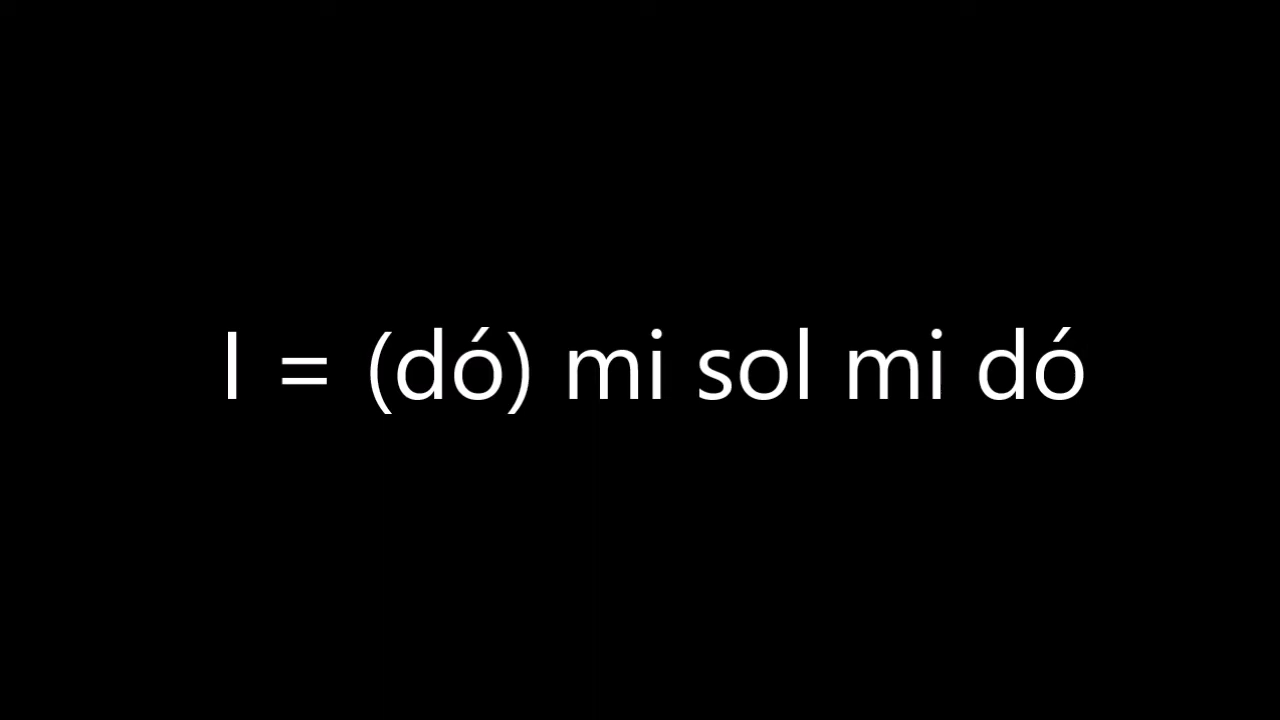 I = (dó) mi sol mi dó